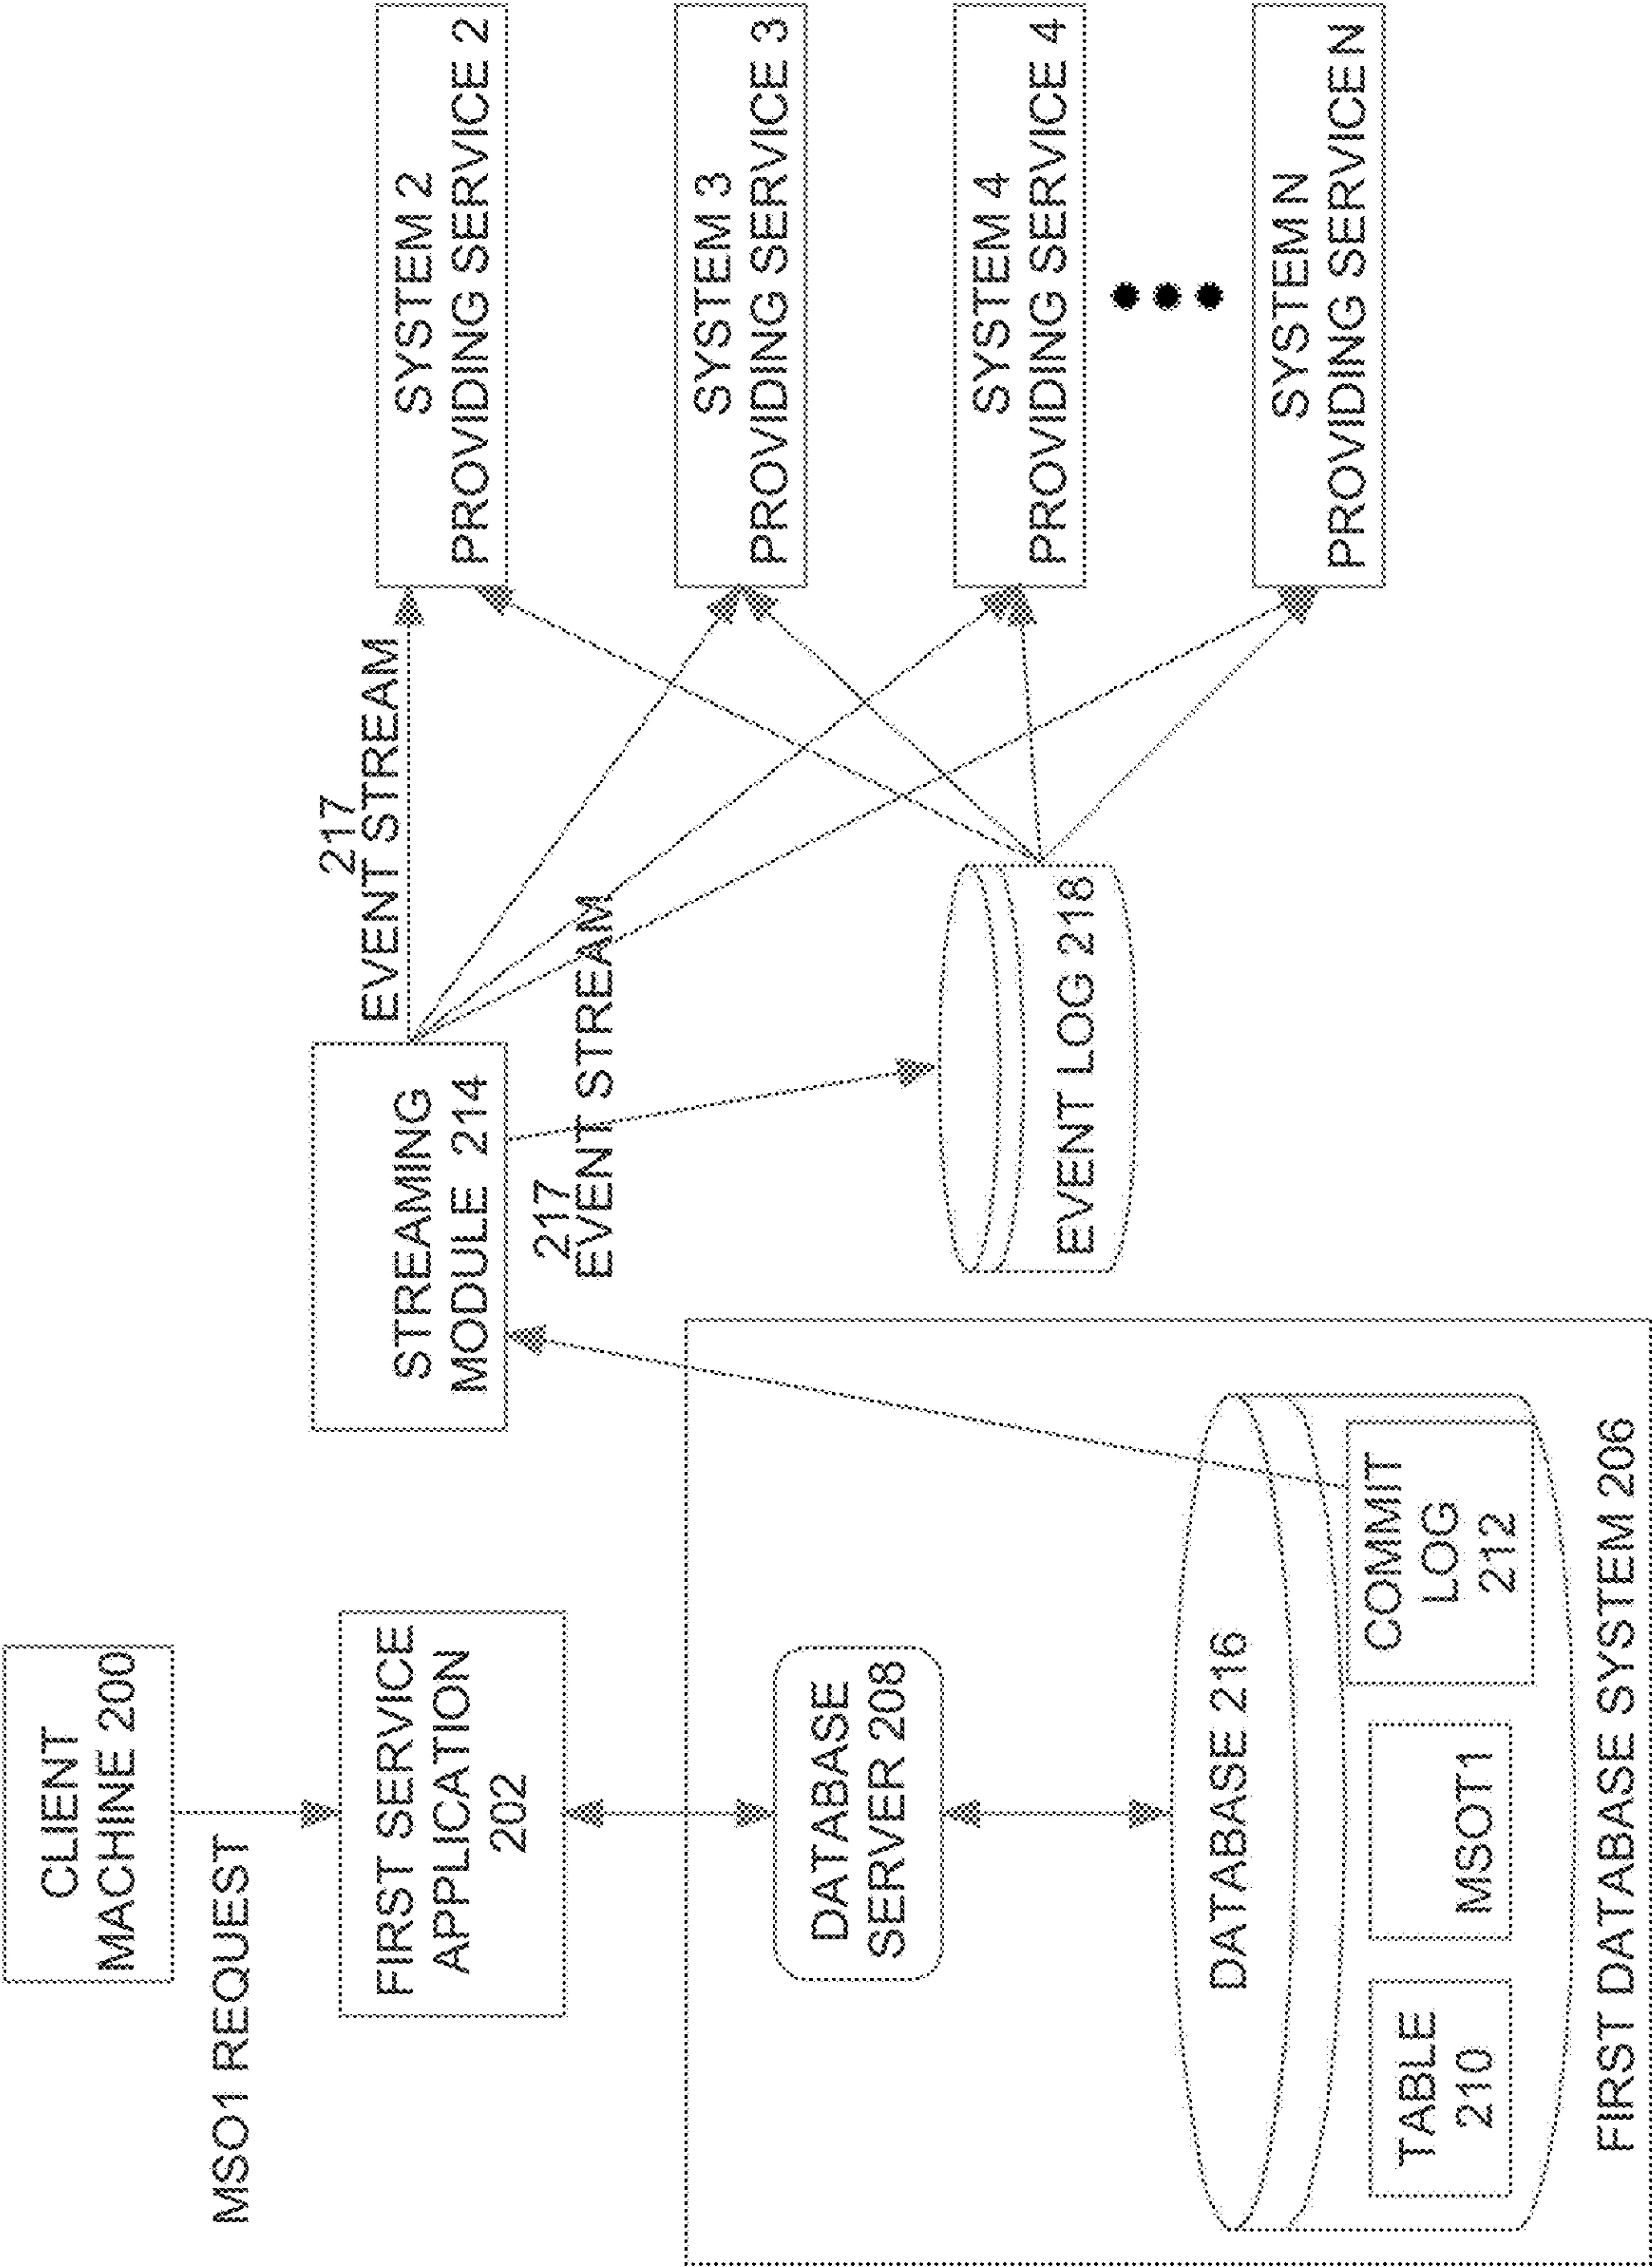 CLIENT
MACHINE 200
MSO1 REQUEST
FIRST SERVICE
APPLICATION
202
DATABASE
SERVER 208
DATABASE 216
TABLE
210
MSOT1
COMMIT
LOG
212
FIRST DATABASE SYSTEM 206
STREAMING
MODULE 214
217
EVENT STREAM
217
EVENT STREAM
EVENT LOG 218
SYSTEM 2
PROVIDING SERVICE 2
SYSTEM 3
PROVIDING SERVICE 3
SYSTEM 4
PROVIDING SERVICE 4
SYSTEM N
PROVIDING SERVICE N